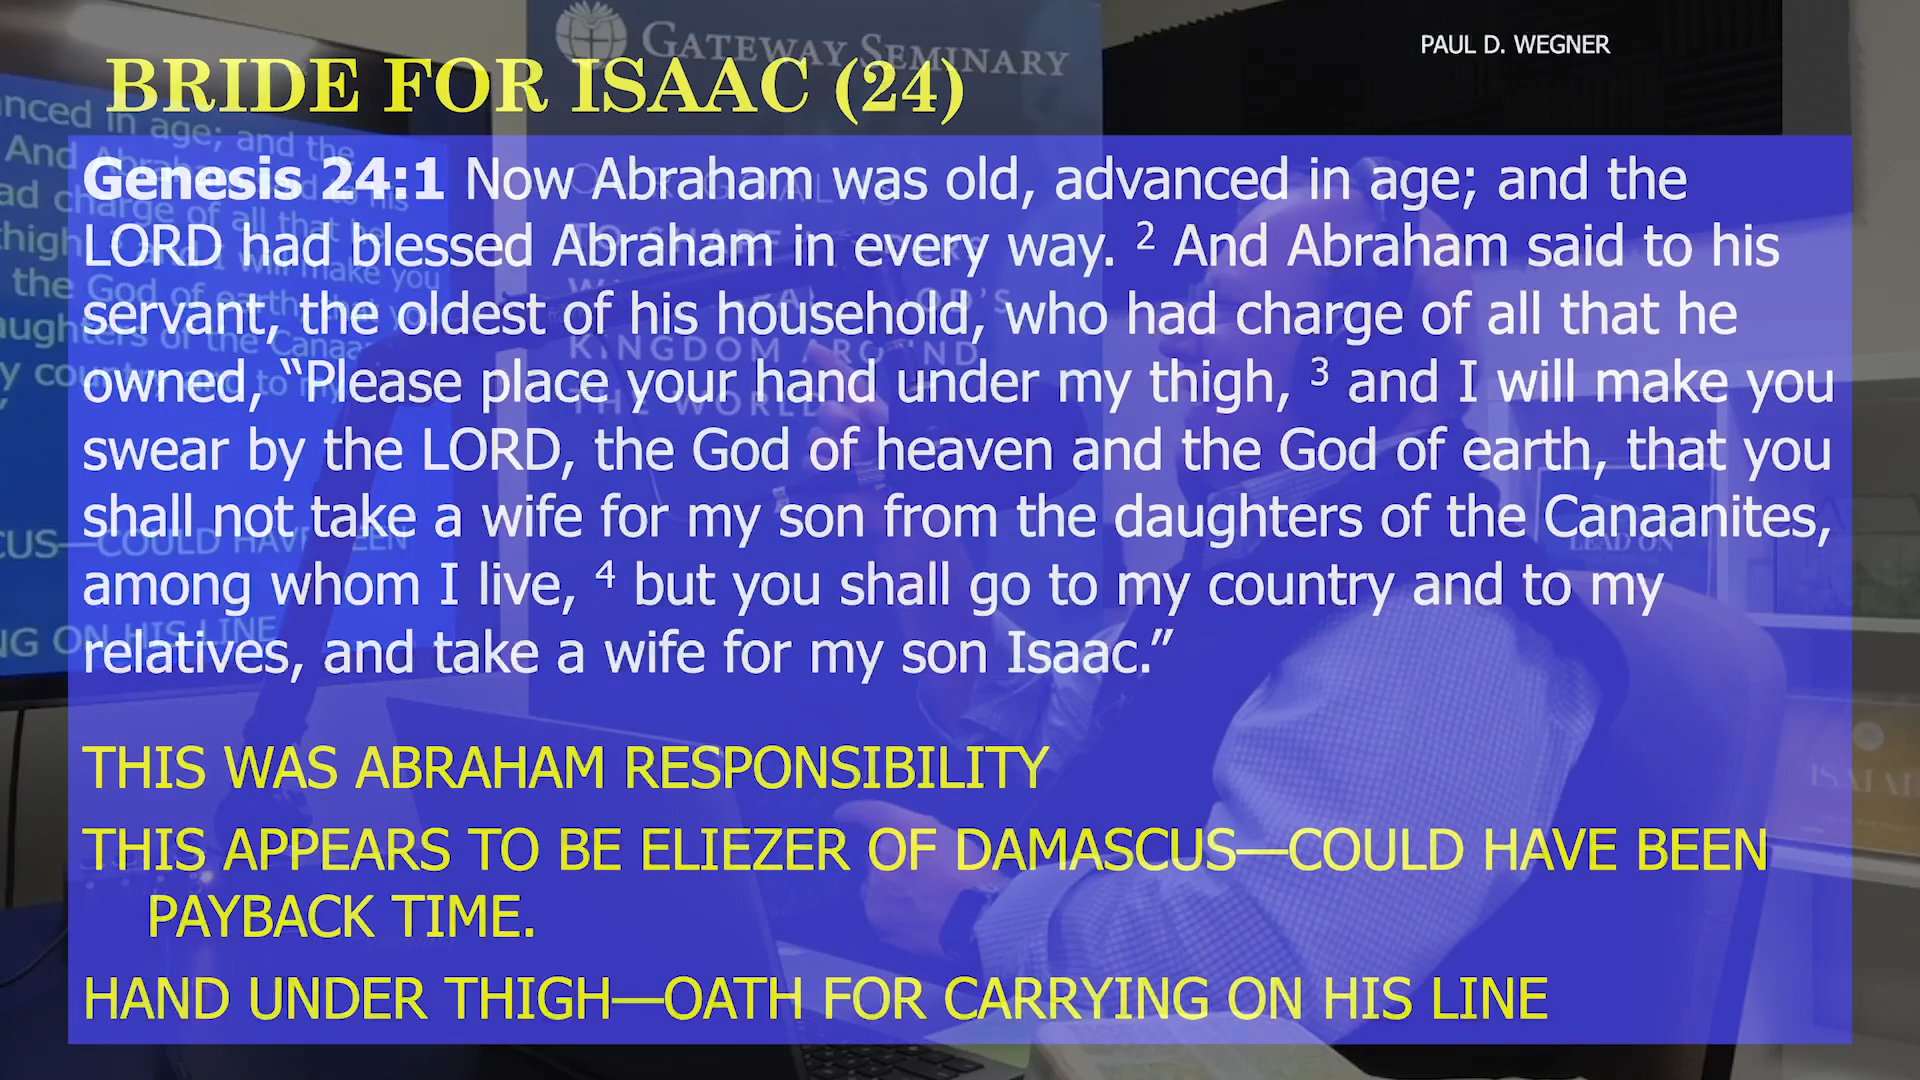 PAUL D. WEGNER
GATEWAY SEMINARY
BRIDE FOR ISAAC (24)
Genesis 24:1 Now Abraham was old, advanced in age; and the
LORD had blessed Abraham in every way. 2 And Abraham said to his
servant, the oldest of his household, who had charge of all that he
owned, “Please place your hand under my thigh, 3 and I will make you
swear by the LORD, the God of heaven and the God of earth, that you
shall not take a wife for my son from the daughters of the Canaanites,
among whom I live, 4 but you shall go to my country and to my
relatives, and take a wife for my son Isaac.”
THIS WAS ABRAHAM RESPONSIBILITY
THIS APPEARS TO BE ELIEZER OF DAMASCUS—COULD HAVE BEEN
PAYBACK TIME.
HAND UNDER THIGH—OATH FOR CARRYING ON HIS LINE
KINGDOM AROUND
THE WORLD
LEAD ON